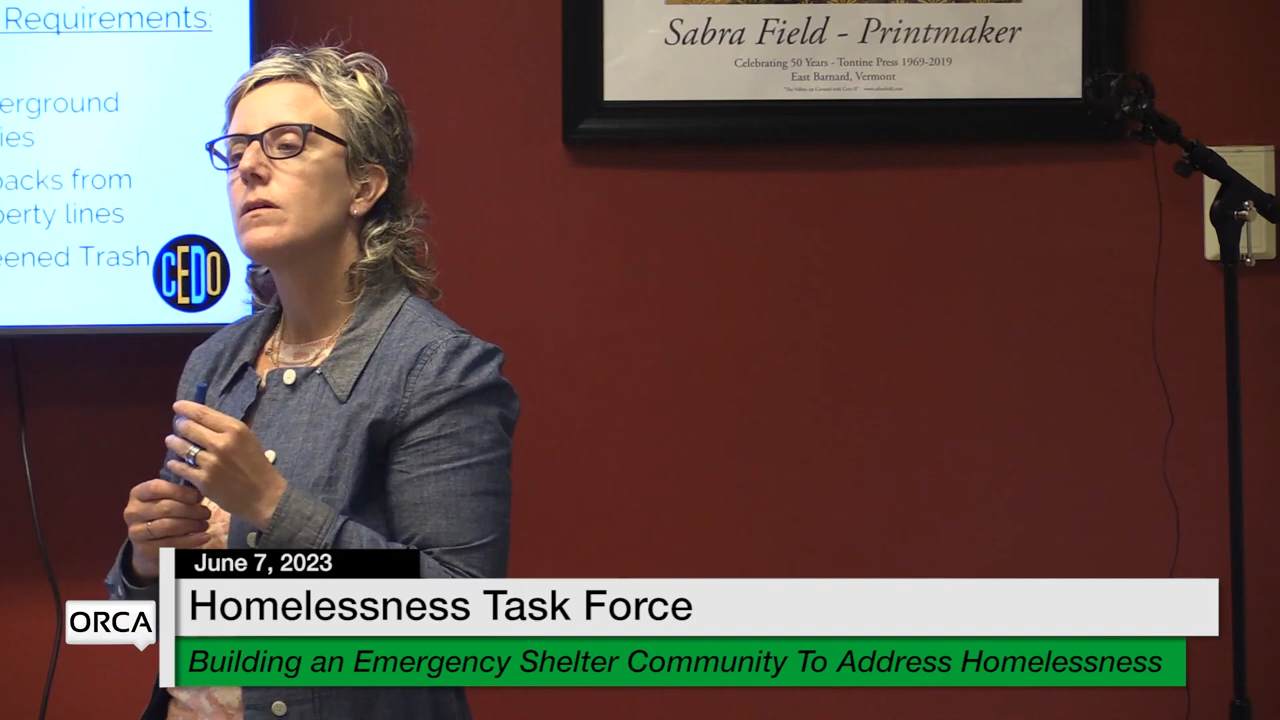 Requirements:
erground
ies
backs from
perty lines
eened Trash
CEDO
Sabra Field - Printmaker
Celebrating 50 Years - Tontine Press 1969-2019
East Barnard, Vermont
June 7, 2023
ORCA
Homelessness Task Force
Building an Emergency Shelter Community To Address Homelessness